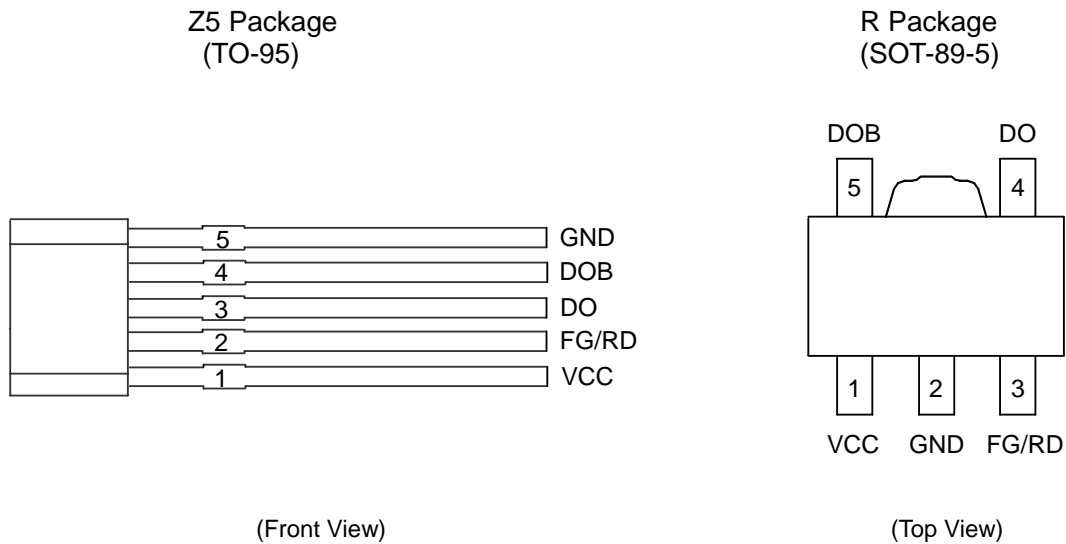 Z5 Package
(TO-95)
5 GND
4 DOB
3 DO
2 FG/RD
1 VCC
(Front View)
R Package
(SOT-89-5)
DOB DO
5 4
1 2 3
VCC GND FG/RD
(Top View)